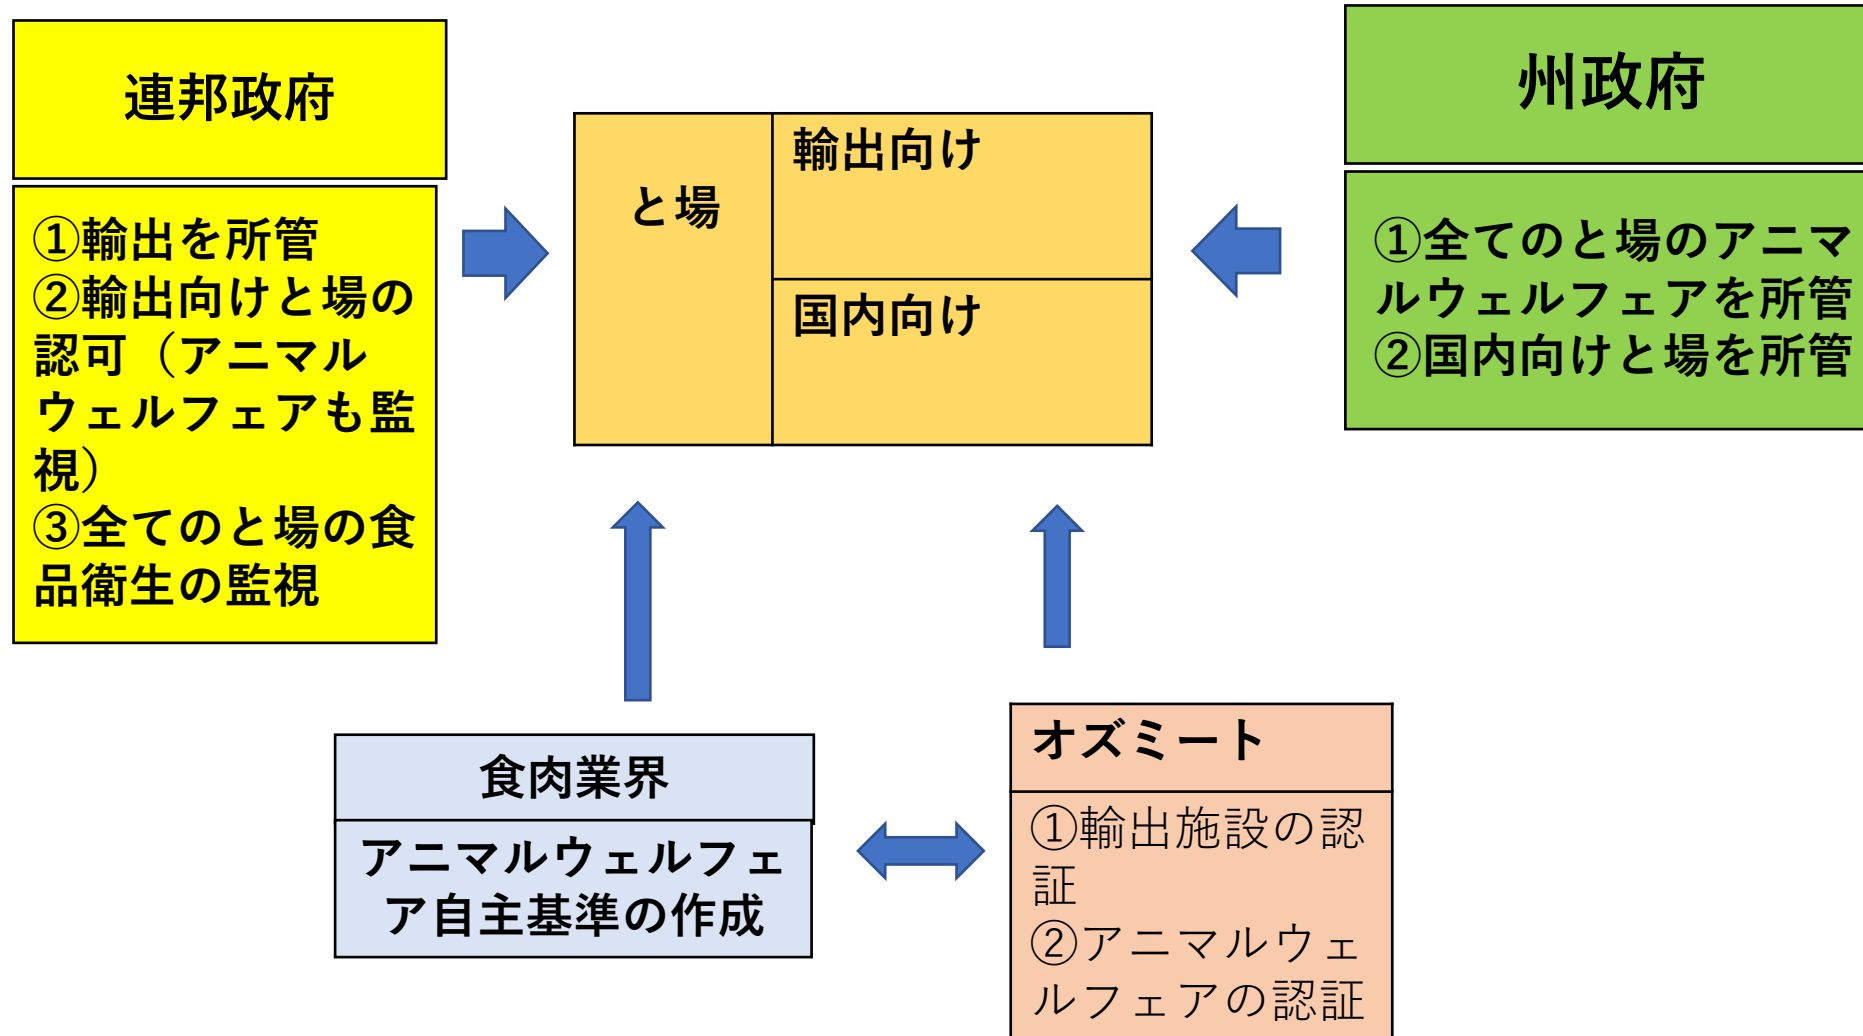 連邦政府
①輸出を所管
②輸出向けと場の
認可（アニマル
ウェルフェアも監
視）
③全てのと場の食
品衛生の監視
と場
輸出向け
国内向け
州政府
①全てのと場のアニマ
ルウェルフェアを所管
②国内向けと場を所管
食肉業界
アニマルウェルフェ
ア自主基準の作成
オズミート
①輸出施設の認
証
②アニマルウェ
ルフェアの認証